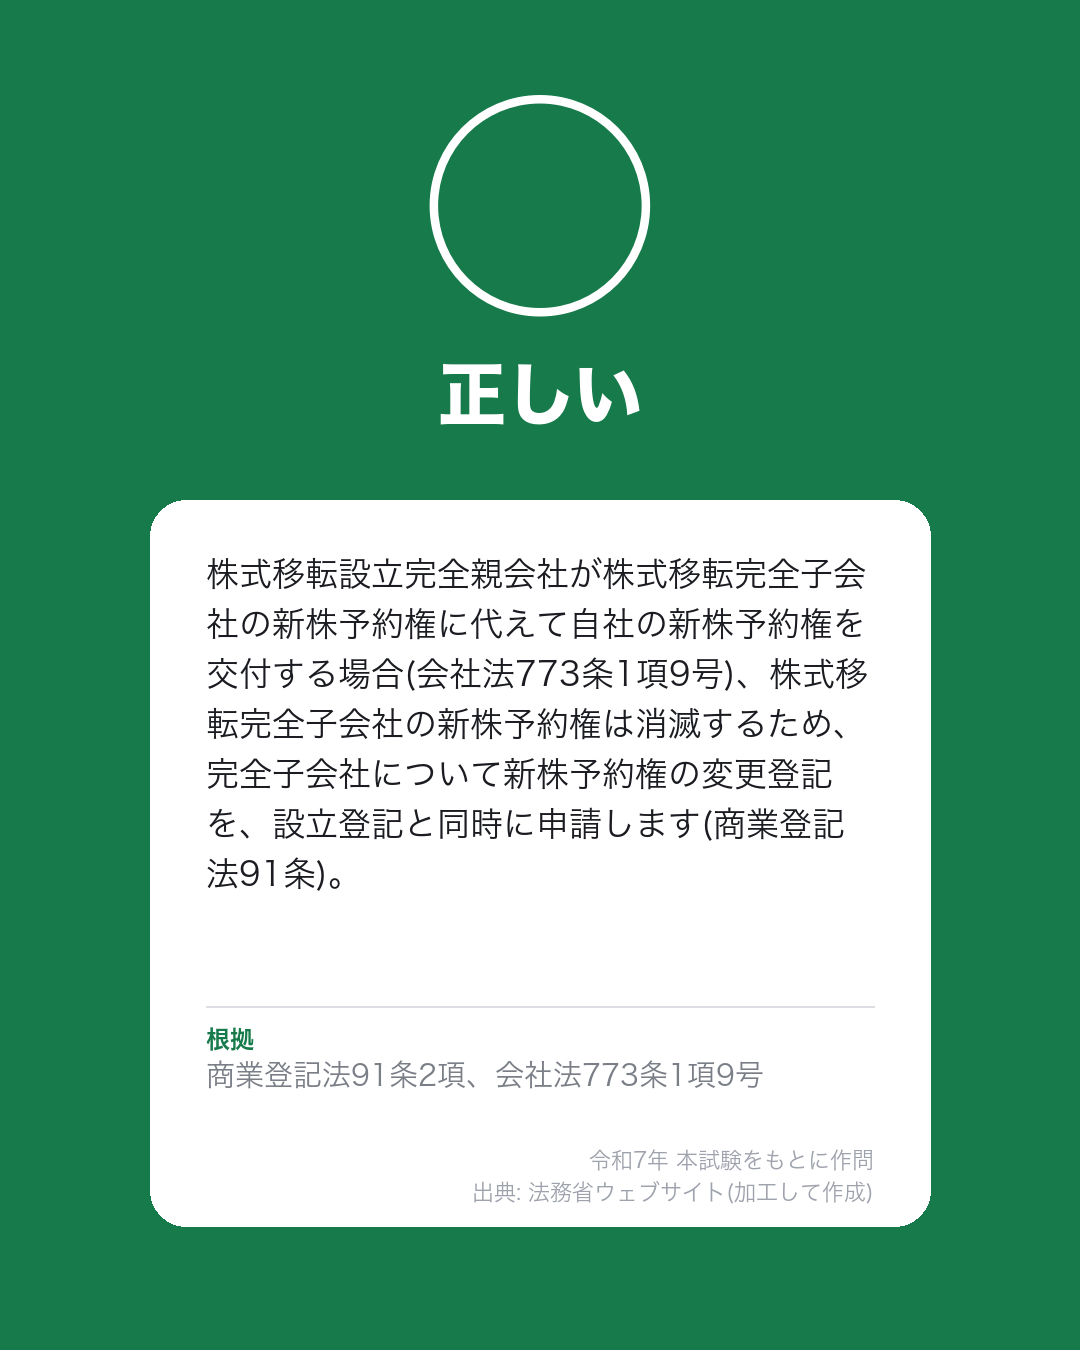 正しい
株式移転設立完全親会社が株式移転完全子会
社の新株予約権に代えて自社の新株予約権を
交付する場合(会社法773条1項9号)、株式移
転完全子会社の新株予約権は消滅するため、
完全子会社について新株予約権の変更登記
を、設立登記と同時に申請します(商業登記
法91条)。
根拠
商業登記法91条2項、会社法773条1項9号
令和7年 本試験をもとに作問
出典: 法務省ウェブサイト(加工して作成)